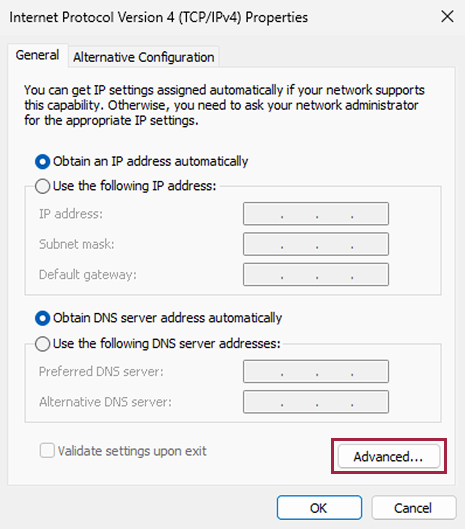 Internet Protocol Version 4 (TCP/IPv4) Properties
General
Alternative Configuration
You can get IP settings assigned automatically if your network supports
this capability. Otherwise, you need to ask your network administrator
for the appropriate IP settings.
Obtain an IP address automatically
Use the following IP address:
IP address:
. . .
Subnet mask:
. . .
Default gateway:
. . .
Obtain DNS server address automatically
Use the following DNS server addresses:
Preferred DNS server:
. . .
Alternative DNS server:
. . .
Validate settings upon exit
Advanced...
OK
Cancel